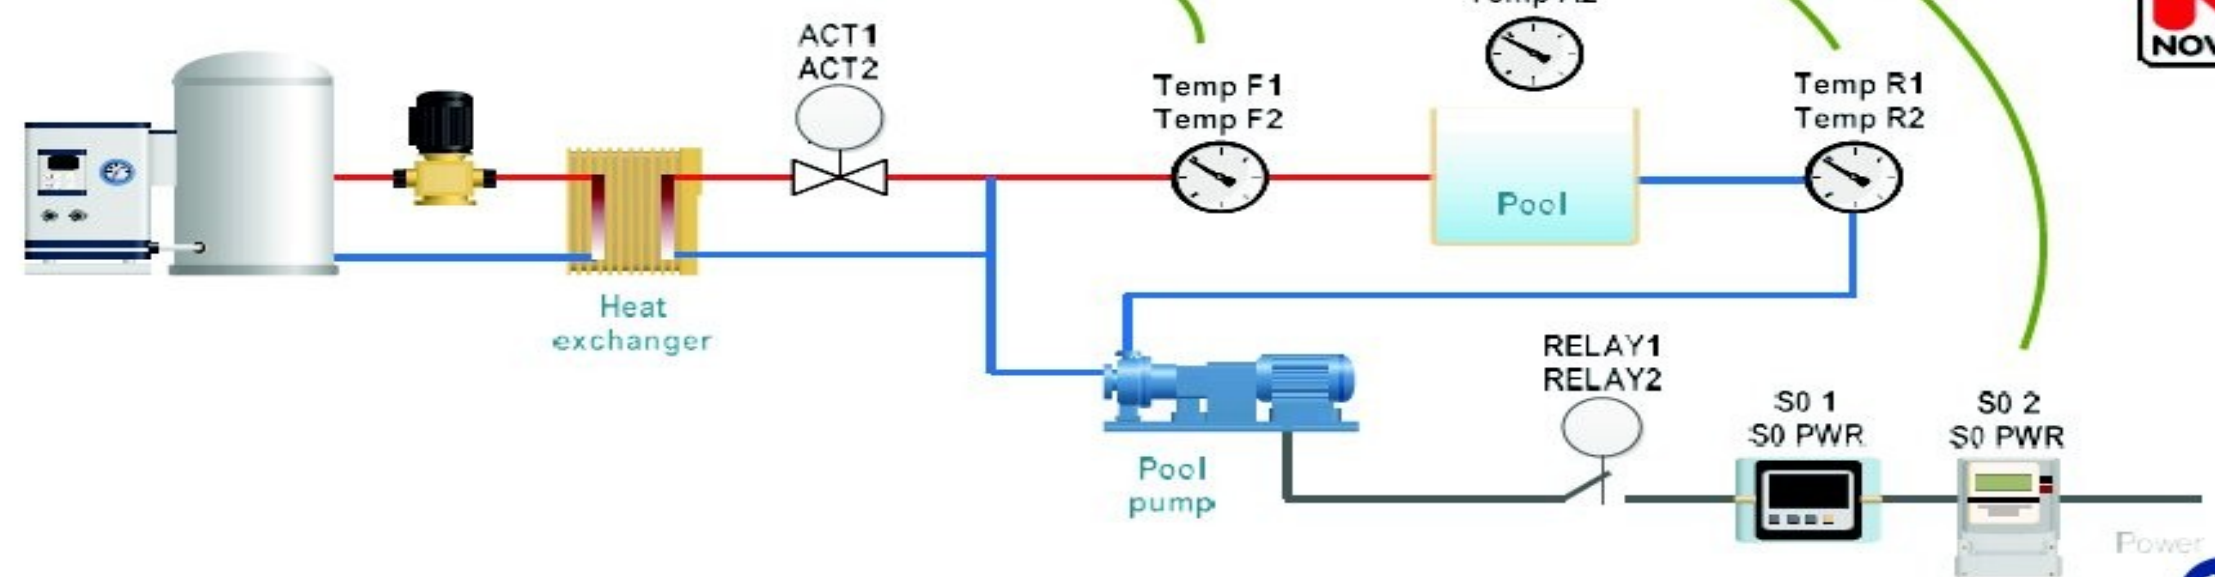 ACT1
ACT2
Temp F1
Temp F2
Temp R1
Temp R2
Pool
Heat
exchanger
RELAY1
RELAY2
S0 1
S0 PWR
S0 2
S0 PWR
Pool
pump
Power